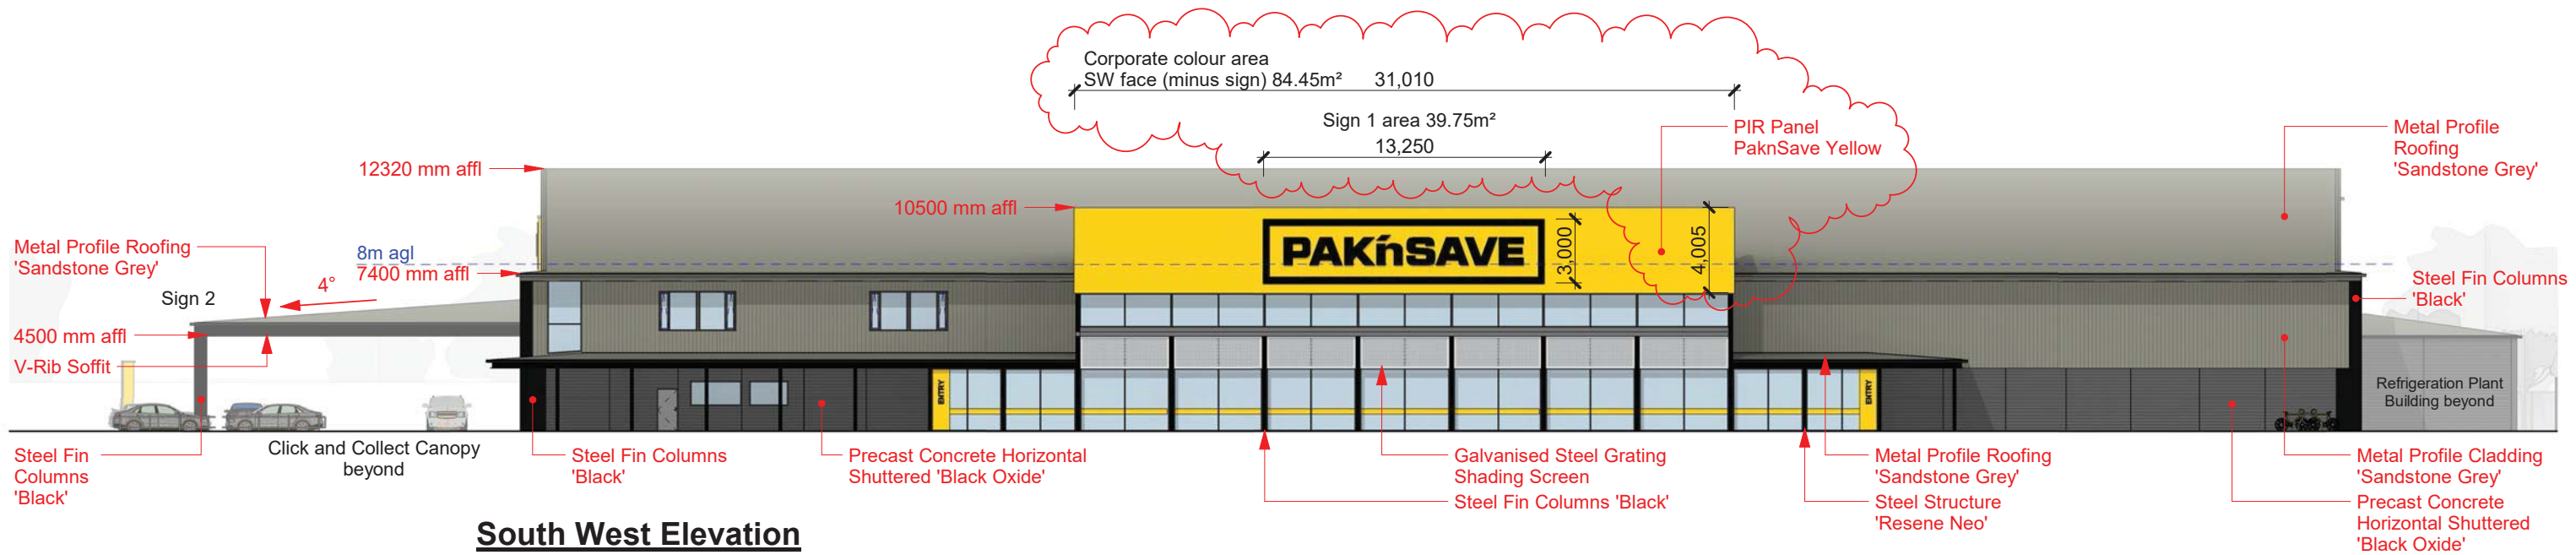 Corporate colour area
SW face (minus sign) 84.45m² 31,010
Sign 1 area 39.75m²
13,250
PIR Panel
PaknSave Yellow
Metal Profile
Roofing
'Sandstone Grey'
12320 mm affl
10500 mm affl
Metal Profile Roofing
'Sandstone Grey'
8m agl
7400 mm affl
4°
Sign 2
4500 mm affl
V-Rib Soffit
PAK'nSAVE
3,000
4,005
Steel Fin Columns
'Black'
ENTRY
ENTRY
Refrigeration Plant
Building beyond
Steel Fin
Columns
'Black'
Click and Collect Canopy
beyond
Steel Fin Columns
'Black'
Precast Concrete Horizontal
Shuttered 'Black Oxide'
Galvanised Steel Grating
Shading Screen
Steel Fin Columns 'Black'
Metal Profile Roofing
'Sandstone Grey'
Steel Structure
'Resene Neo'
Metal Profile Cladding
'Sandstone Grey'
Precast Concrete
Horizontal Shuttered
'Black Oxide'
South West Elevation